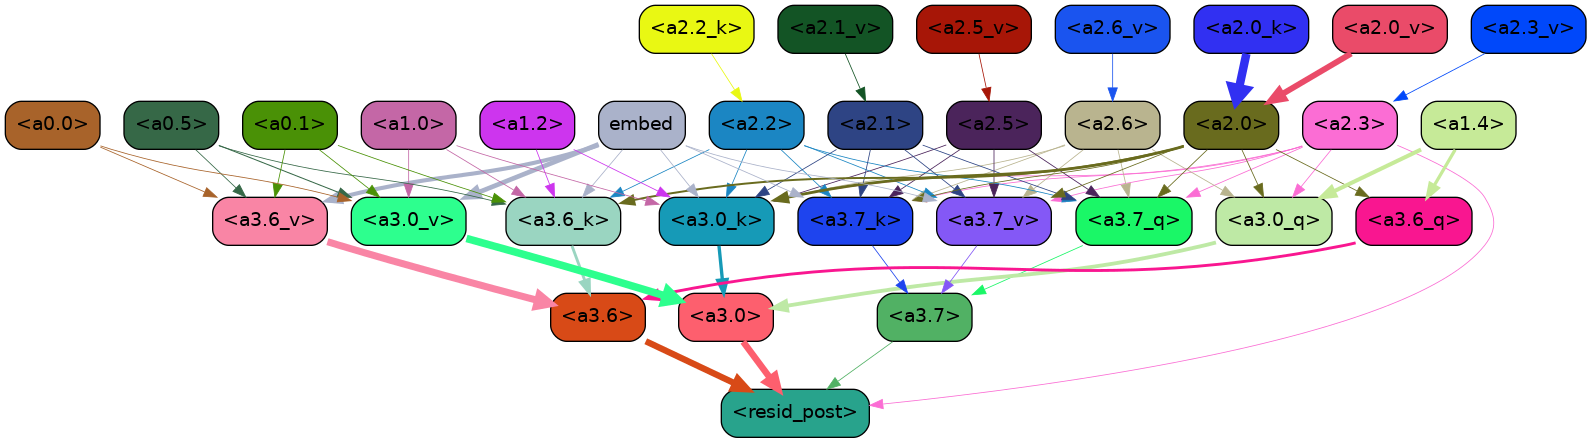 <a2.2_k> <a2.1_v> <a2.5_v> <a2.6_v> <a2.0_k> <a2.0_v> <a2.3_v>
<a0.0> <a0.5> <a0.1> <a1.0> <a1.2> embed <a2.2> <a2.1> <a2.5> <a2.6> <a2.0> <a2.3> <a1.4>
<a3.6_v> <a3.0_v> <a3.6_k> <a3.0_k> <a3.7_k> <a3.7_v> <a3.7_q> <a3.0_q> <a3.6_q>
<a3.6> <a3.0> <a3.7>
<resid_post>